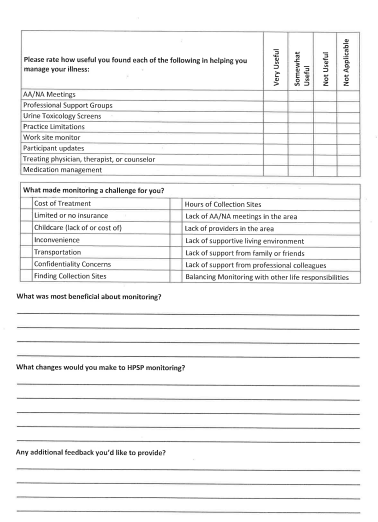 Please rate how useful you found each of the following in helping you
manage your illness:
Very Useful
Somewhat
Useful
Not Useful
Not Applicable
AA/NA Meetings
Professional Support Groups
Urine Toxicology Screens
Practice Limitations
Work site monitor
Participant updates
Treating physician, therapist, or counselor
Medication management
What made monitoring a challenge for you?
Cost of Treatment
Hours of Collection Sites
Limited or no insurance
Lack of AA/NA meetings in the area
Childcare (lack of or cost of)
Lack of providers in the area
Inconvenience
Lack of supportive living environment
Transportation
Lack of support from family or friends
Confidentiality Concerns
Lack of support from professional colleagues
Finding Collection Sites
Balancing Monitoring with other life responsibilities
What was most beneficial about monitoring?
What changes would you make to HPSP monitoring?
Any additional feedback you'd like to provide?